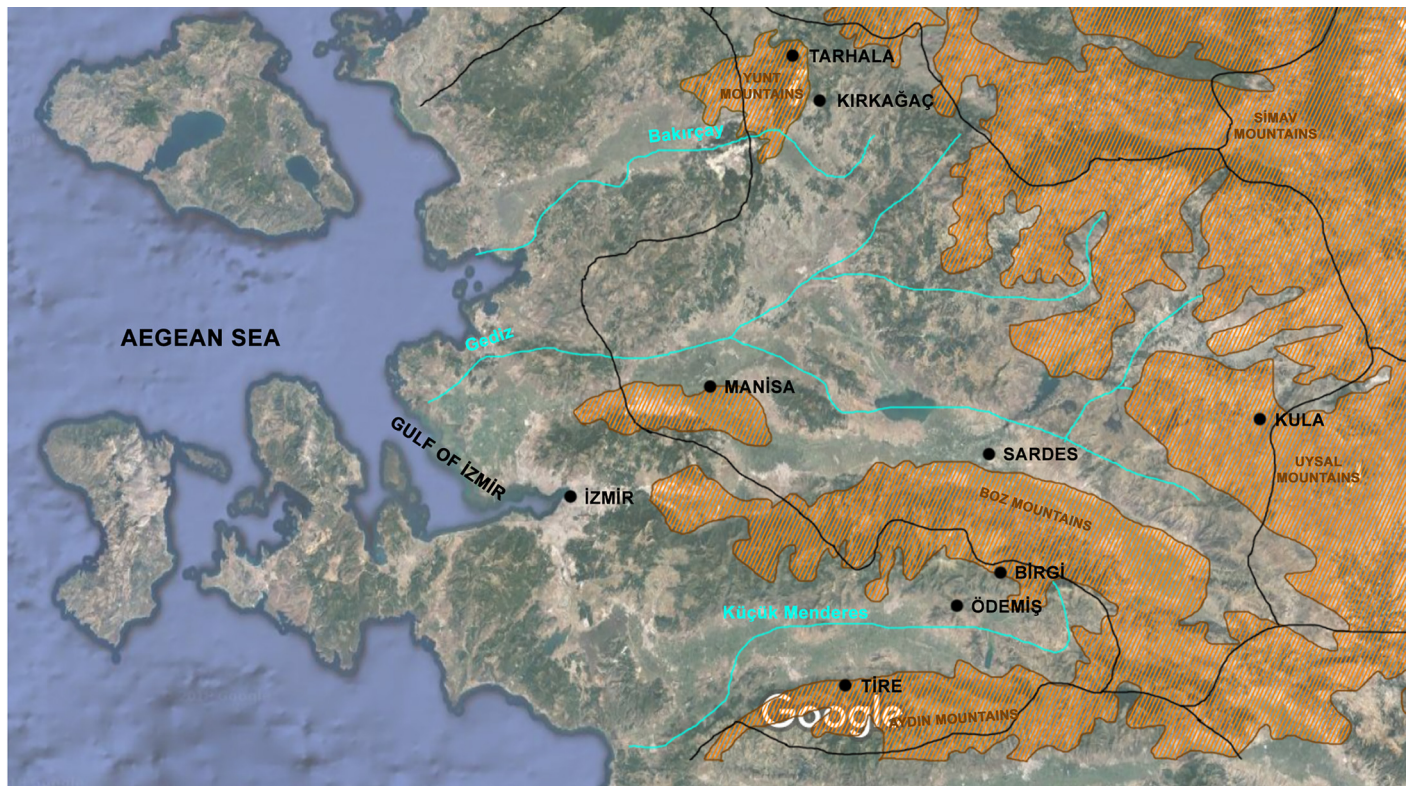 TARHALA
YUNT
MOUNTAINS
KIRKAĞAÇ
SİMAV
MOUNTAINS
Bakırçay
AEGEAN SEA
Gediz
MANİSA
KULA
GULF OF İZMİR
SARDES
UYSAL
MOUNTAINS
İZMİR
BOZ MOUNTAINS
BİRGİ
ÖDEMİŞ
Küçük Menderes
TİRE
Google
AYDIN MOUNTAINS